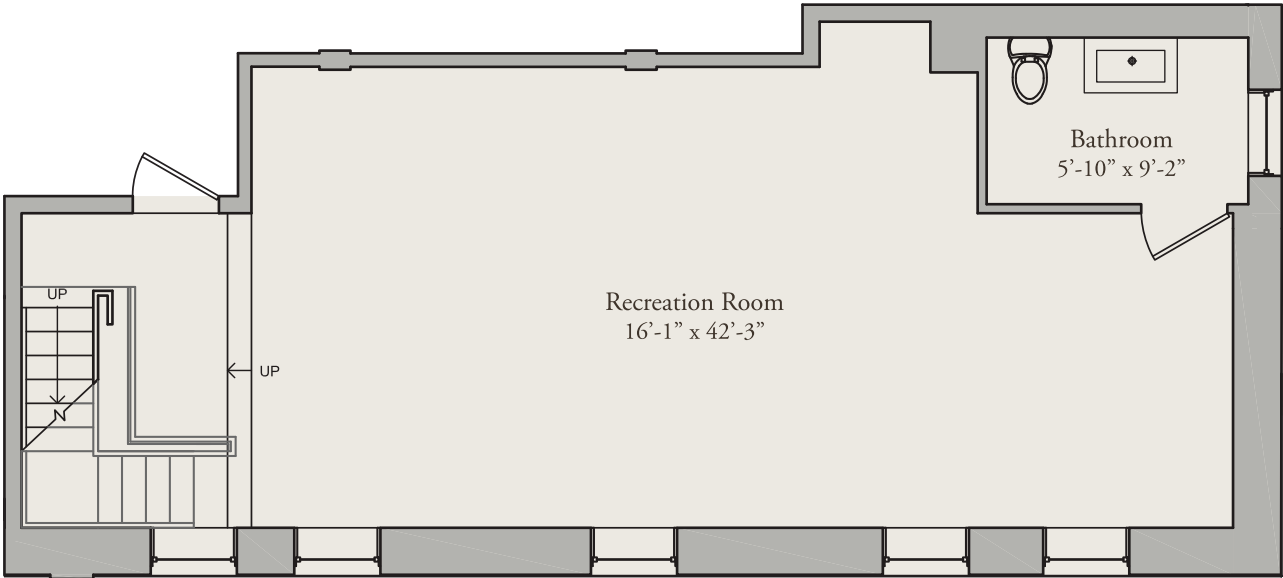 Bathroom
5’-10” x 9’-2”
UP
Recreation Room
16’-1” x 42’-3”
UP